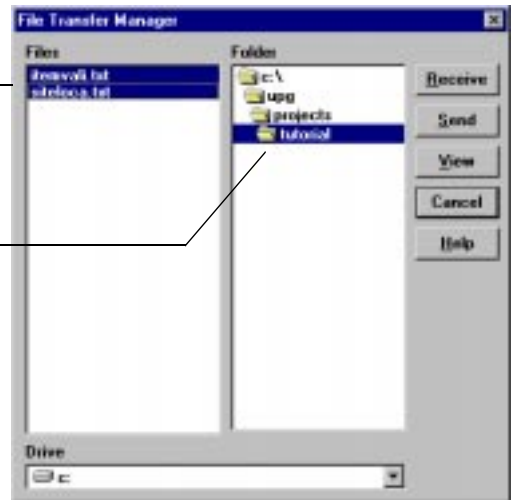 File Transfer Manager
Files
itemvali.txt
siteloca.txt
Folder
c:\
upg
projects
tutorial
Receive
Send
View
Cancel
Help
Drive
c: